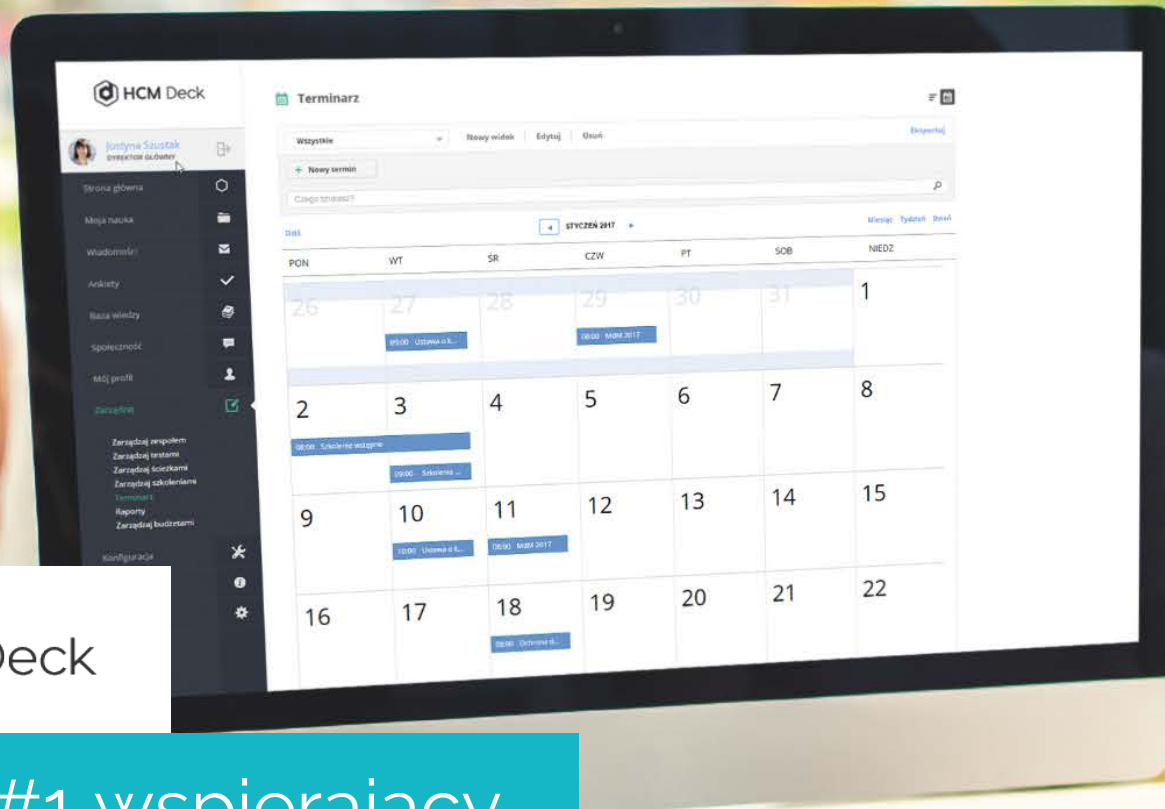 HCM Deck
Justyna Szustak
DYREKTOR GŁÓWNY
Strona główna
Moja nauka
Wiadomości
Ankiety
Baza wiedzy
Społeczność
Mój profil
Zarządzaj
Zarządzaj zespołem
Zarządzaj testami
Zarządzaj ścieżkami
Zarządzaj szkoleniami
Terminarz
Raporty
Zarządzaj budżetami
Konfiguracja
Terminarz
Wszystkie Nowy widok Edytuj Usuń Eksportuj
+ Nowy termin
Czego szukasz?
Dziś STYCZEŃ 2017 Miesiąc Tydzień Dzień
PON WT ŚR CZW PT SOB NIEDZ
26 27 28 29 30 31 1
09:00 Ustawa o k... 08:00 MdM 2017
2 3 4 5 6 7 8
08:00 Szkolenie wstępne
09:00 Szkolenia ...
9 10 11 12 13 14 15
10:00 Ustawa o k... 08:00 MdM 2017
16 17 18 19 20 21 22
08:00 Ochrona d...
Deck
#1 wspierający